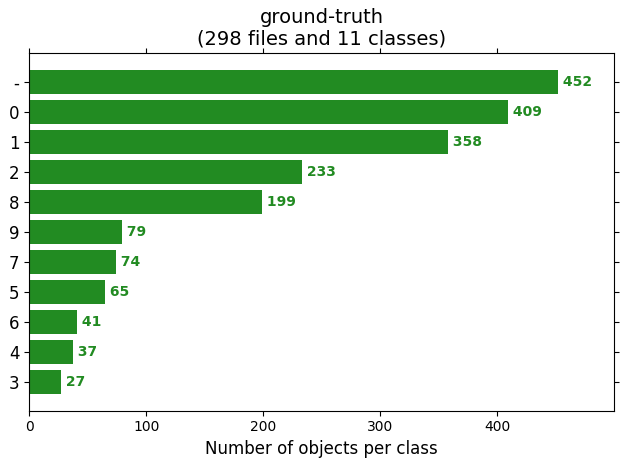 ground-truth
(298 files and 11 classes)
- 452
0 409
1 358
2 233
8 199
9 79
7 74
5 65
6 41
4 37
3 27
0 100 200 300 400
Number of objects per class